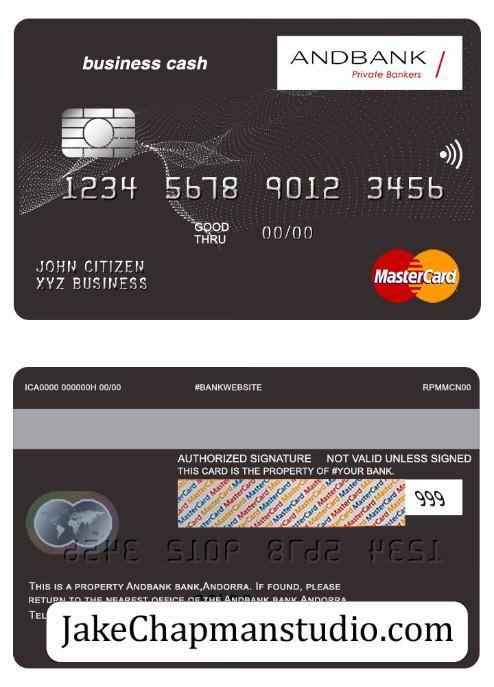 business cash
ANDBANK
Private Bankers
1234 5678 9012 3456
GOOD
THRU 00/00
JOHN CITIZEN
XYZ BUSINESS
MasterCard
ICA0000 000000H 00/00 #BANKWEBSITE RPMMCN00
AUTHORIZED SIGNATURE NOT VALID UNLESS SIGNED
THIS CARD IS THE PROPERTY OF #YOUR BANK.
999
THIS IS A PROPERTY ANDBANK BANK,ANDORRA. IF FOUND, PLEASE
RETURN TO THE NEAREST OFFICE OF THE ANDBANK BANK ANDORRA
JakeChapmanstudio.com